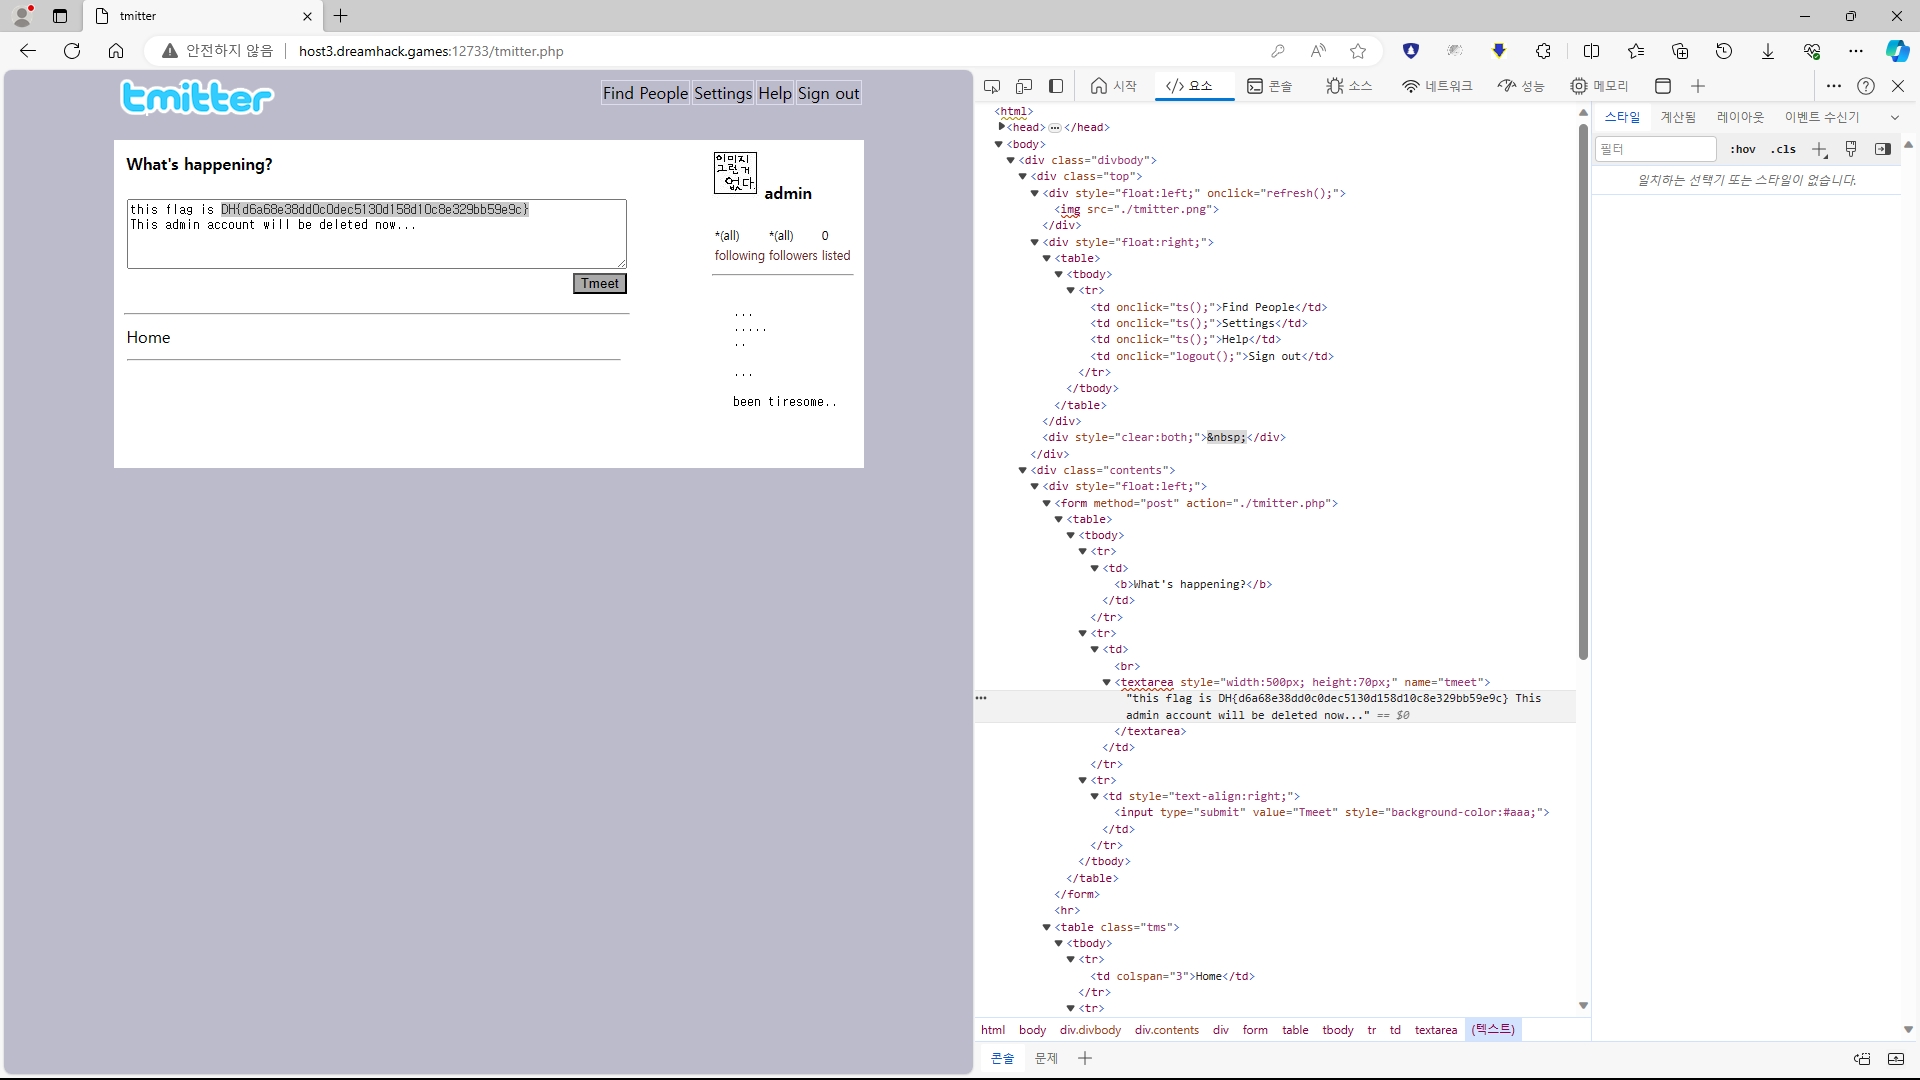 tmitter
안전하지 않음 host3.dreamhack.games:12733/tmitter.php
tmitter
Find People Settings Help Sign out
What's happening?
이미지
그런거
없다.
admin
this flag is DH{d6a68e38dd0c0dec5130d158d10c8e329bb59e9c}
This admin account will be deleted now...
*(all) *(all) 0
following followers listed
Tmeet
...
.....
..
...
been tiresome..
Home
시작 </> 요소 콘솔 소스 네트워크 성능 메모리
<html>
<head> ... </head>
<body>
<div class="divbody">
<div class="top">
<div style="float:left;" onclick="refresh();">
<img src="./tmitter.png">
</div>
<div style="float:right;">
<table>
<tbody>
<tr>
<td onclick="ts();">Find People</td>
<td onclick="ts();">Settings</td>
<td onclick="ts();">Help</td>
<td onclick="logout();">Sign out</td>
</tr>
</tbody>
</table>
</div>
<div style="clear:both;">&nbsp;</div>
</div>
<div class="contents">
<div style="float:left;">
<form method="post" action="./tmitter.php">
<table>
<tbody>
<tr>
<td>
<b>What's happening?</b>
</td>
</tr>
<tr>
<td>
<br>
<textarea style="width:500px; height:70px;" name="tmeet">
"this flag is DH{d6a68e38dd0c0dec5130d158d10c8e329bb59e9c} This
admin account will be deleted now..." == $0
</textarea>
</td>
</tr>
<tr>
<td style="text-align:right;">
<input type="submit" value="Tmeet" style="background-color:#aaa;">
</td>
</tr>
</tbody>
</table>
</form>
<hr>
<table class="tms">
<tbody>
<tr>
<td colspan="3">Home</td>
</tr>
<tr>
html body div.divbody div.contents div form table tbody tr td textarea (텍스트)
콘솔 문제
스타일 계산됨 레이아웃 이벤트 수신기
필터 :hov .cls
일치하는 선택기 또는 스타일이 없습니다.